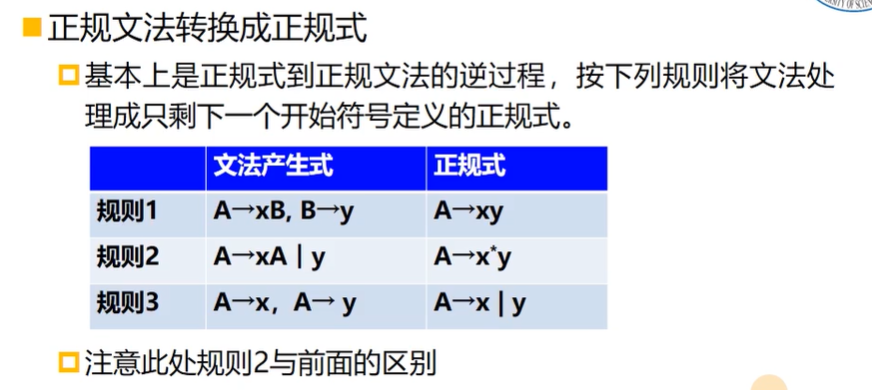 正规文法转换成正规式
基本上是正规式到正规文法的逆过程，按下列规则将文法处
理成只剩下一个开始符号定义的正规式。
文法产生式 正规式
规则1 A→xB, B→y A→xy
规则2 A→xA | y A→x*y
规则3 A→x，A→ y A→x | y
注意此处规则2与前面的区别